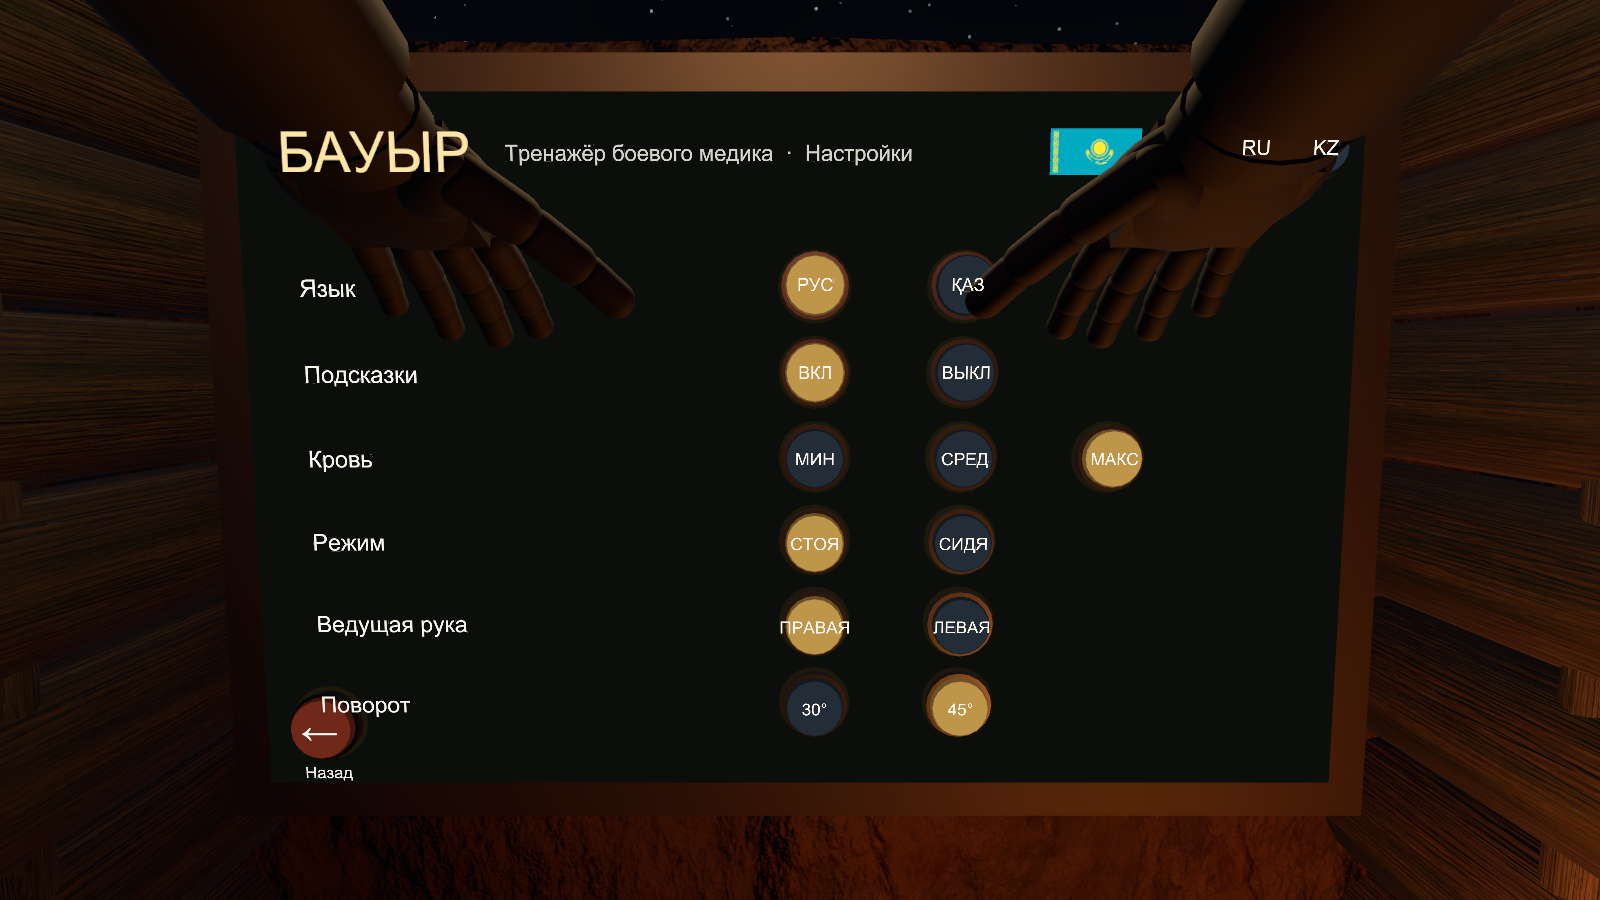 БАУЫР Тренажёр боевого медика · Настройки RU KZ
Язык РУС ҚАЗ
Подсказки ВКЛ ВЫКЛ
Кровь МИН СРЕД МАКС
Режим СТОЯ СИДЯ
Ведущая рука ПРАВАЯ ЛЕВАЯ
Поворот 30° 45°
←
Назад